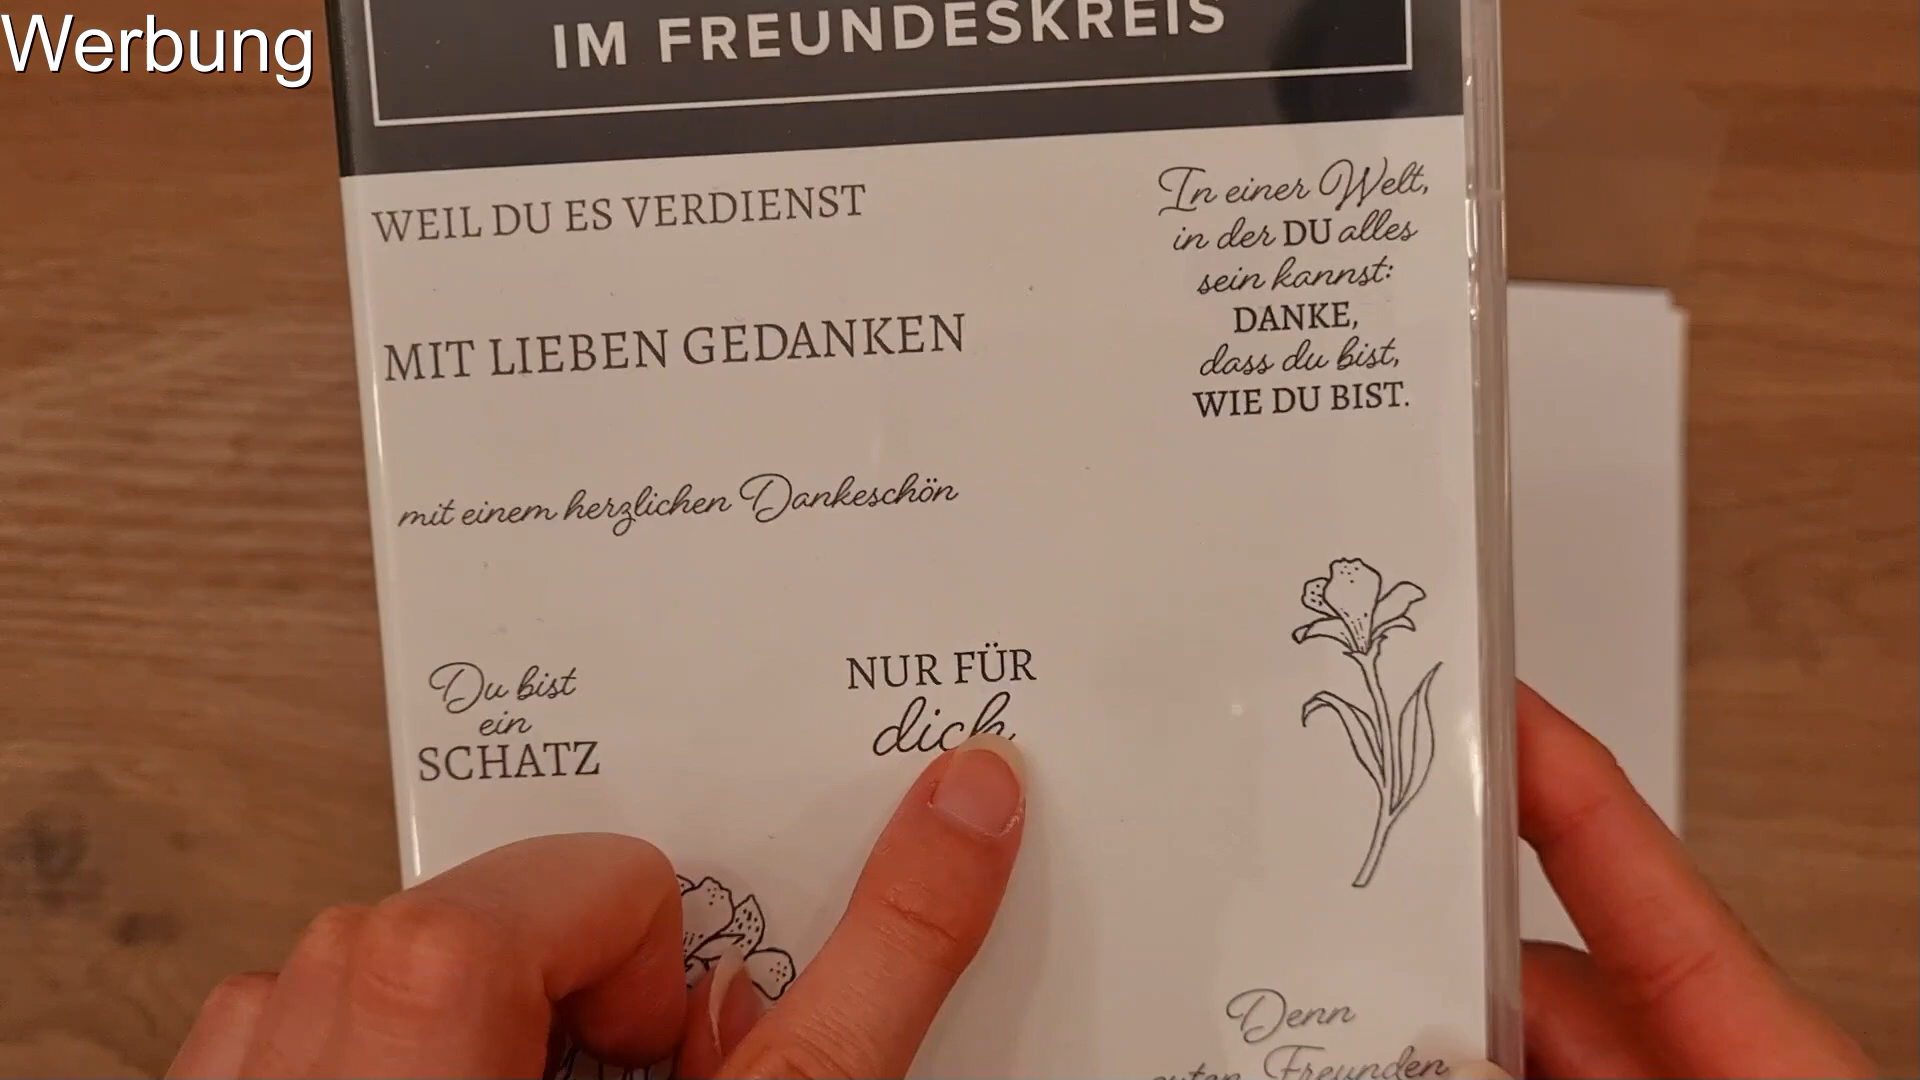 Werbung
IM FREUNDESKREIS
WEIL DU ES VERDIENST
MIT LIEBEN GEDANKEN
mit einem herzlichen Dankeschön
In einer Welt,
in der DU alles
sein kannst:
DANKE,
dass du bist,
WIE DU BIST.
Du bist
ein
SCHATZ
NUR FÜR
dich
Denn
guten Freunden